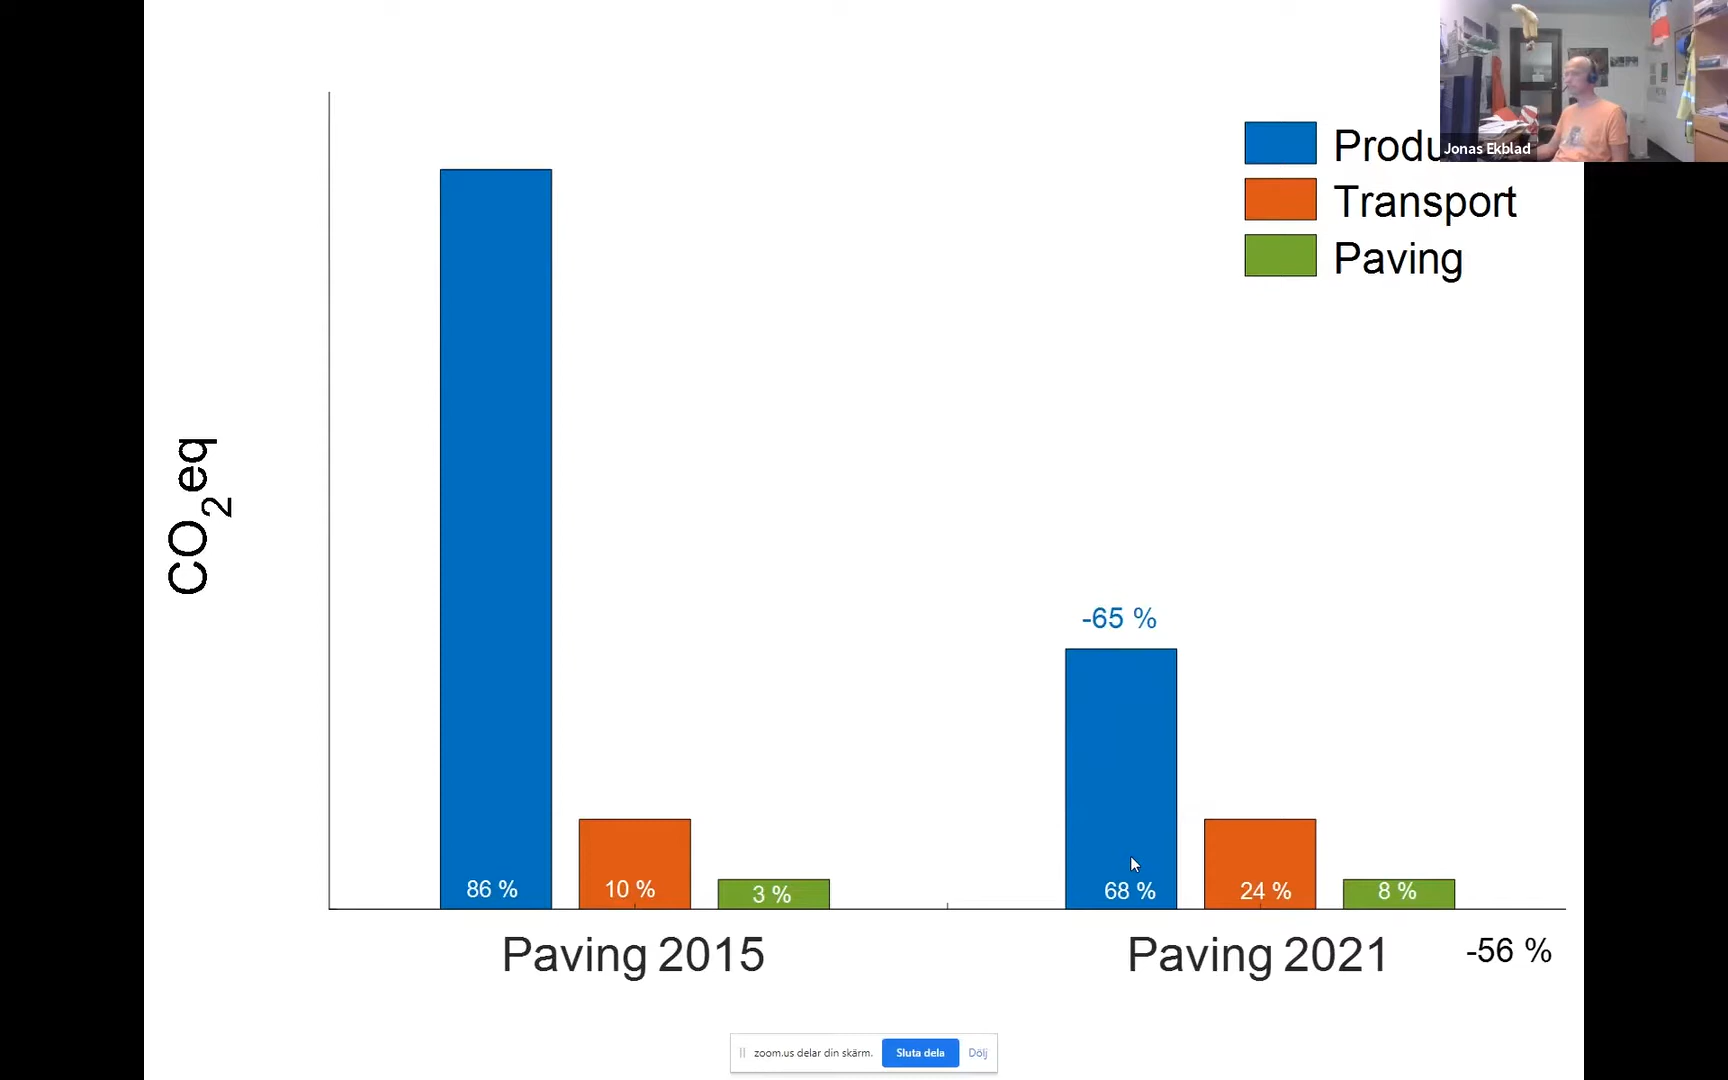 Jonas Ekblad
Transport
Paving
CO2eq
-65 %
86 %
10 %
3 %
68 %
24 %
8 %
Paving 2015
Paving 2021
-56 %
zoom.us delar din skärm.
Sluta dela
Dölj